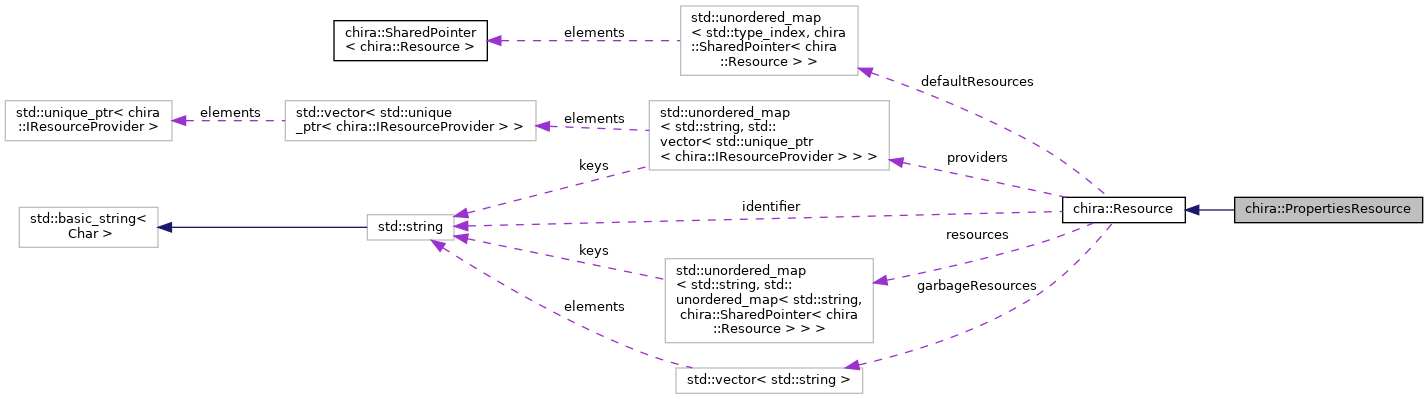 std::unordered_map
< std::type_index, chira
::SharedPointer< chira
::Resource > >
chira::SharedPointer
< chira::Resource >
elements
defaultResources
std::unique_ptr< chira
::IResourceProvider >
elements
std::vector< std::unique
_ptr< chira::IResourceProvider > >
elements
std::unordered_map
< std::string, std::
vector< std::unique_ptr
< chira::IResourceProvider > > >
keys
providers
std::basic_string<
Char >
std::string
identifier
chira::Resource
chira::PropertiesResource
resources
keys
std::unordered_map
< std::string, std::
unordered_map< std::string,
chira::SharedPointer< chira
::Resource > > >
garbageResources
elements
std::vector< std::string >